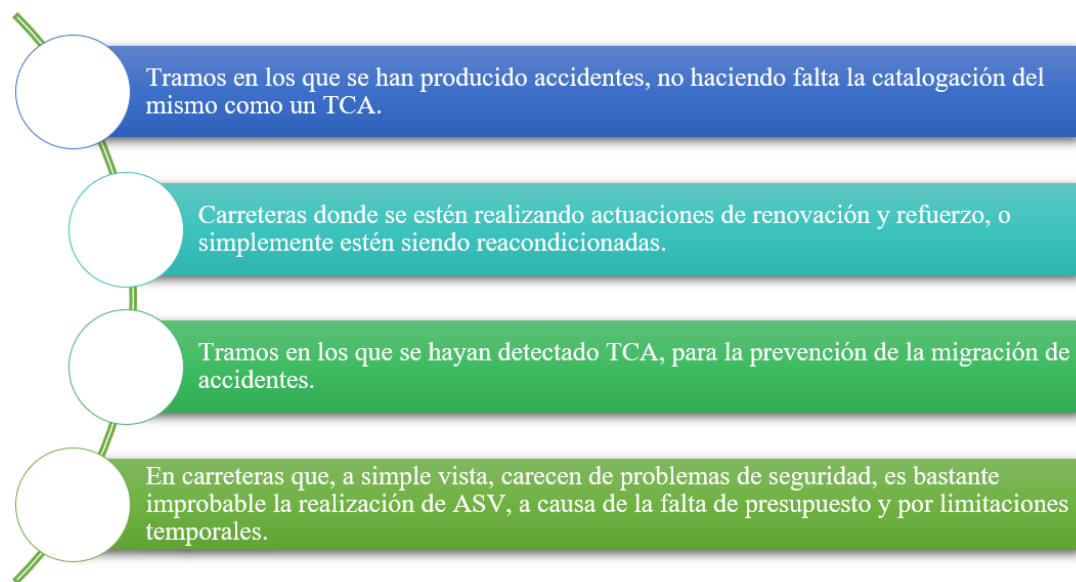 Tramos en los que se han producido accidentes, no haciendo falta la catalogación del
mismo como un TCA.
Carreteras donde se estén realizando actuaciones de renovación y refuerzo, o
simplemente estén siendo reacondicionadas.
Tramos en los que se hayan detectado TCA, para la prevención de la migración de
accidentes.
En carreteras que, a simple vista, carecen de problemas de seguridad, es bastante
improbable la realización de ASV, a causa de la falta de presupuesto y por limitaciones
temporales.